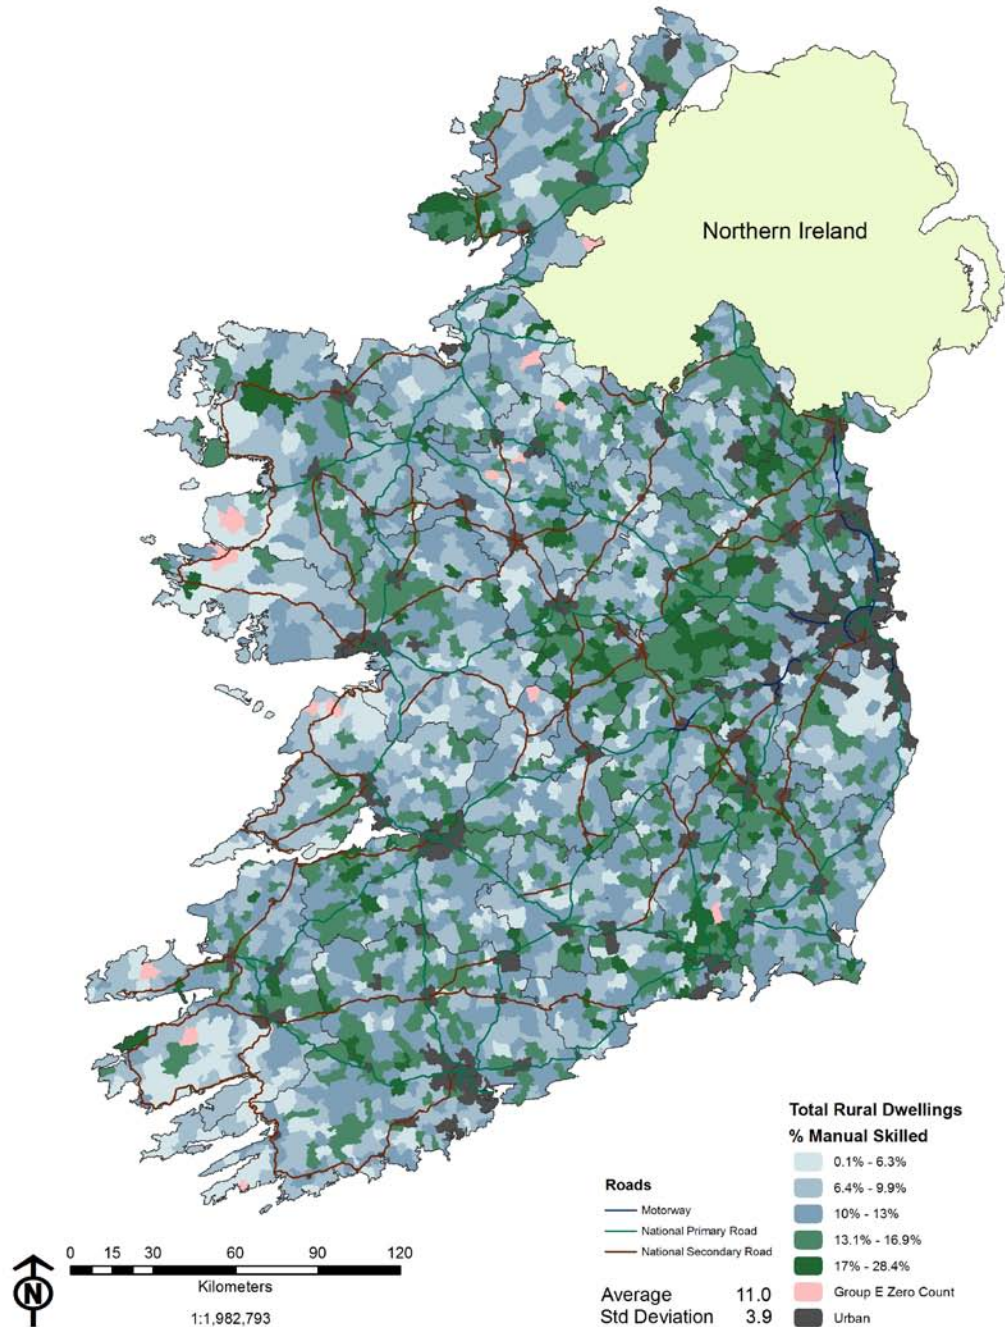 Northern Ireland
Total Rural Dwellings
% Manual Skilled
0.1% - 6.3%
6.4% - 9.9%
10% - 13%
13.1% - 16.9%
17% - 28.4%
Group E Zero Count
Urban
Roads
Motorway
National Primary Road
National Secondary Road
Average 11.0
Std Deviation 3.9
0 15 30 60 90 120
Kilometers
1:1,982,793
N